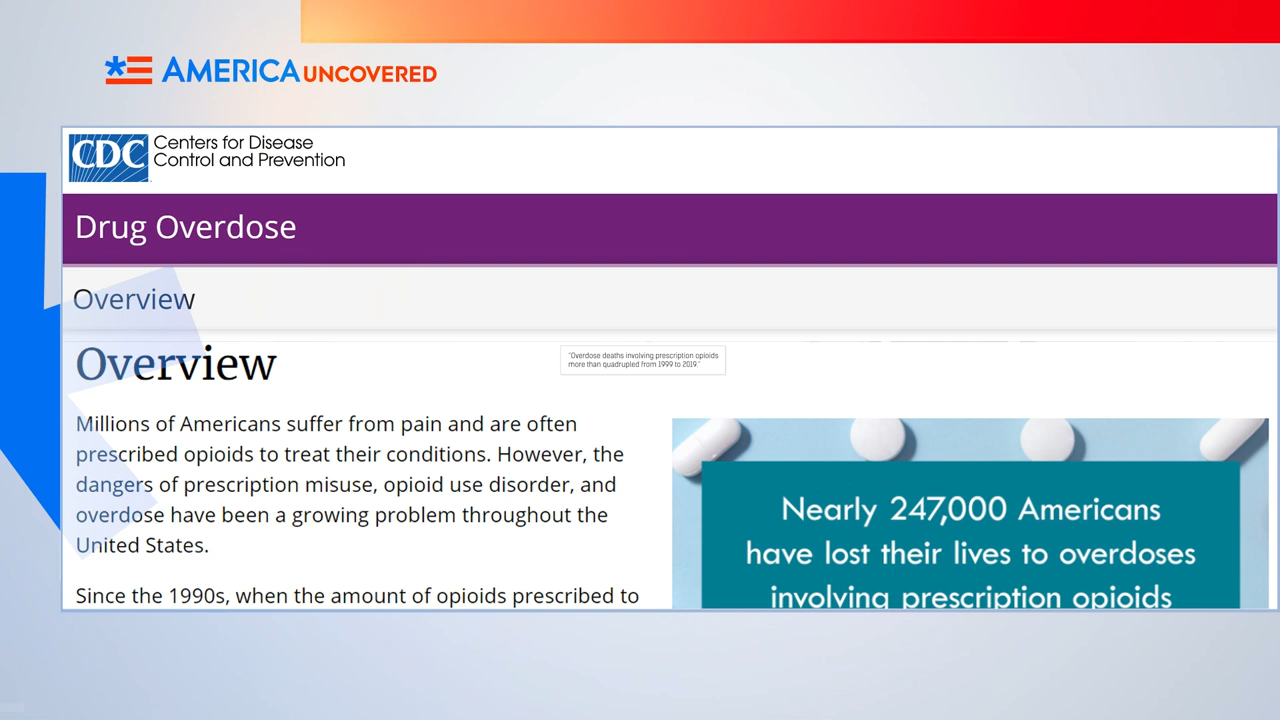 AMERICA UNCOVERED
CDC
Centers for Disease
Control and Prevention
Drug Overdose
Overview
Overview
"Overdose deaths involving prescription opioids
more than quadrupled from 1999 to 2019."
Millions of Americans suffer from pain and are often
prescribed opioids to treat their conditions. However, the
dangers of prescription misuse, opioid use disorder, and
overdose have been a growing problem throughout the
United States.
Since the 1990s, when the amount of opioids prescribed to
Nearly 247,000 Americans
have lost their lives to overdoses
involving prescription opioids